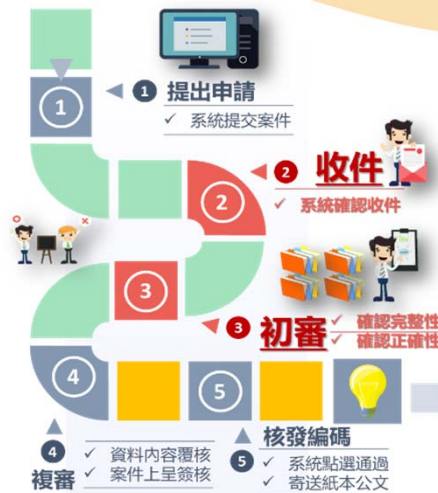 1
1 提出申請
✓ 系統提交案件
2
2 收件
✓ 系統確認收件
3
3 初審
✓ 確認完整性
✓ 確認正確性
4
5
4 複審
✓ 資料內容覆核
✓ 案件上呈簽核
5 核發編碼
✓ 系統點選通過
✓ 寄送紙本公文